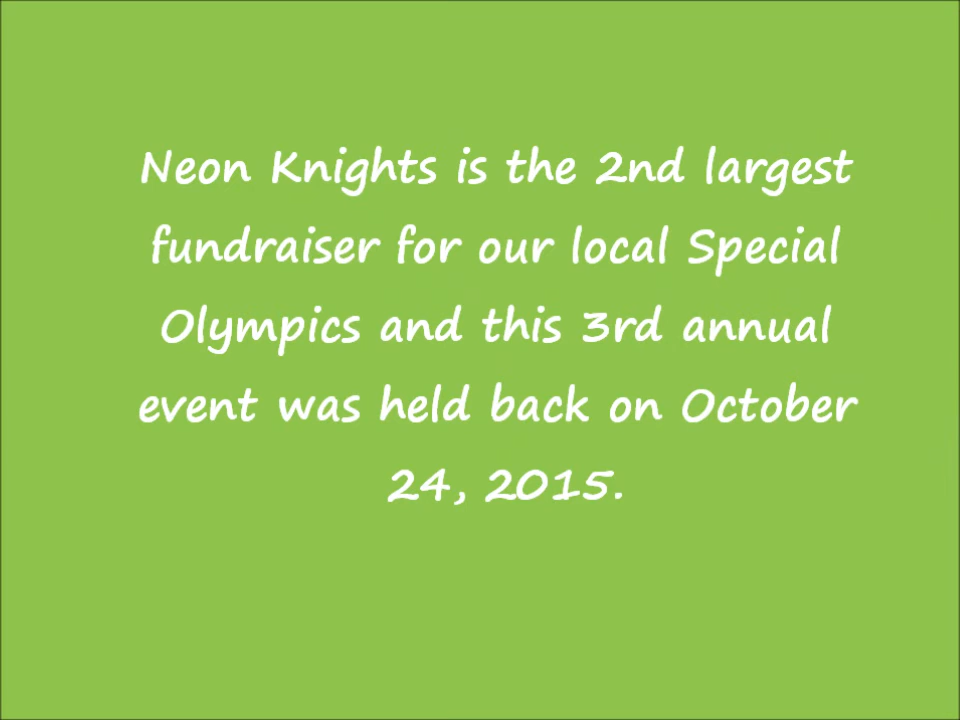 Neon Knights is the 2nd largest
fundraiser for our local Special
Olympics and this 3rd annual
event was held back on October
24, 2015.